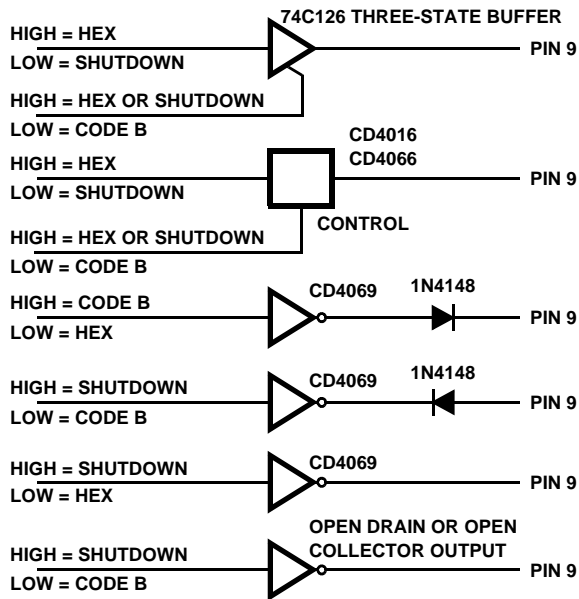 74C126 THREE-STATE BUFFER
HIGH = HEX
LOW = SHUTDOWN
PIN 9
HIGH = HEX OR SHUTDOWN
LOW = CODE B
CD4016
CD4066
HIGH = HEX
LOW = SHUTDOWN
PIN 9
CONTROL
HIGH = HEX OR SHUTDOWN
LOW = CODE B
CD4069
1N4148
HIGH = CODE B
LOW = HEX
PIN 9
CD4069
1N4148
HIGH = SHUTDOWN
LOW = CODE B
PIN 9
CD4069
HIGH = SHUTDOWN
LOW = HEX
PIN 9
OPEN DRAIN OR OPEN
COLLECTOR OUTPUT
HIGH = SHUTDOWN
LOW = CODE B
PIN 9